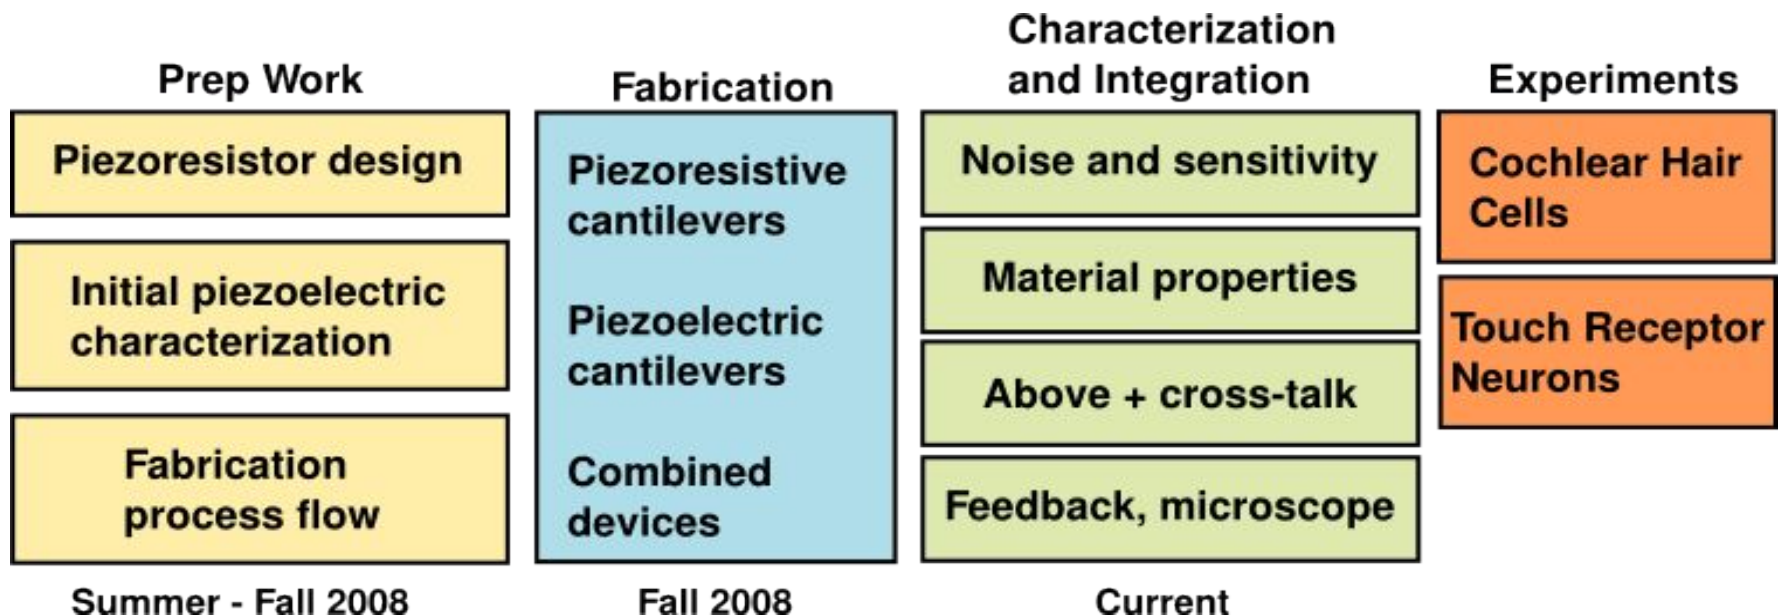 Prep Work
Piezoresistor design
Initial piezoelectric
characterization
Fabrication
process flow
Summer - Fall 2008
Fabrication
Piezoresistive
cantilevers
Piezoelectric
cantilevers
Combined
devices
Fall 2008
Characterization
and Integration
Noise and sensitivity
Material properties
Above + cross-talk
Feedback, microscope
Current
Experiments
Cochlear Hair
Cells
Touch Receptor
Neurons